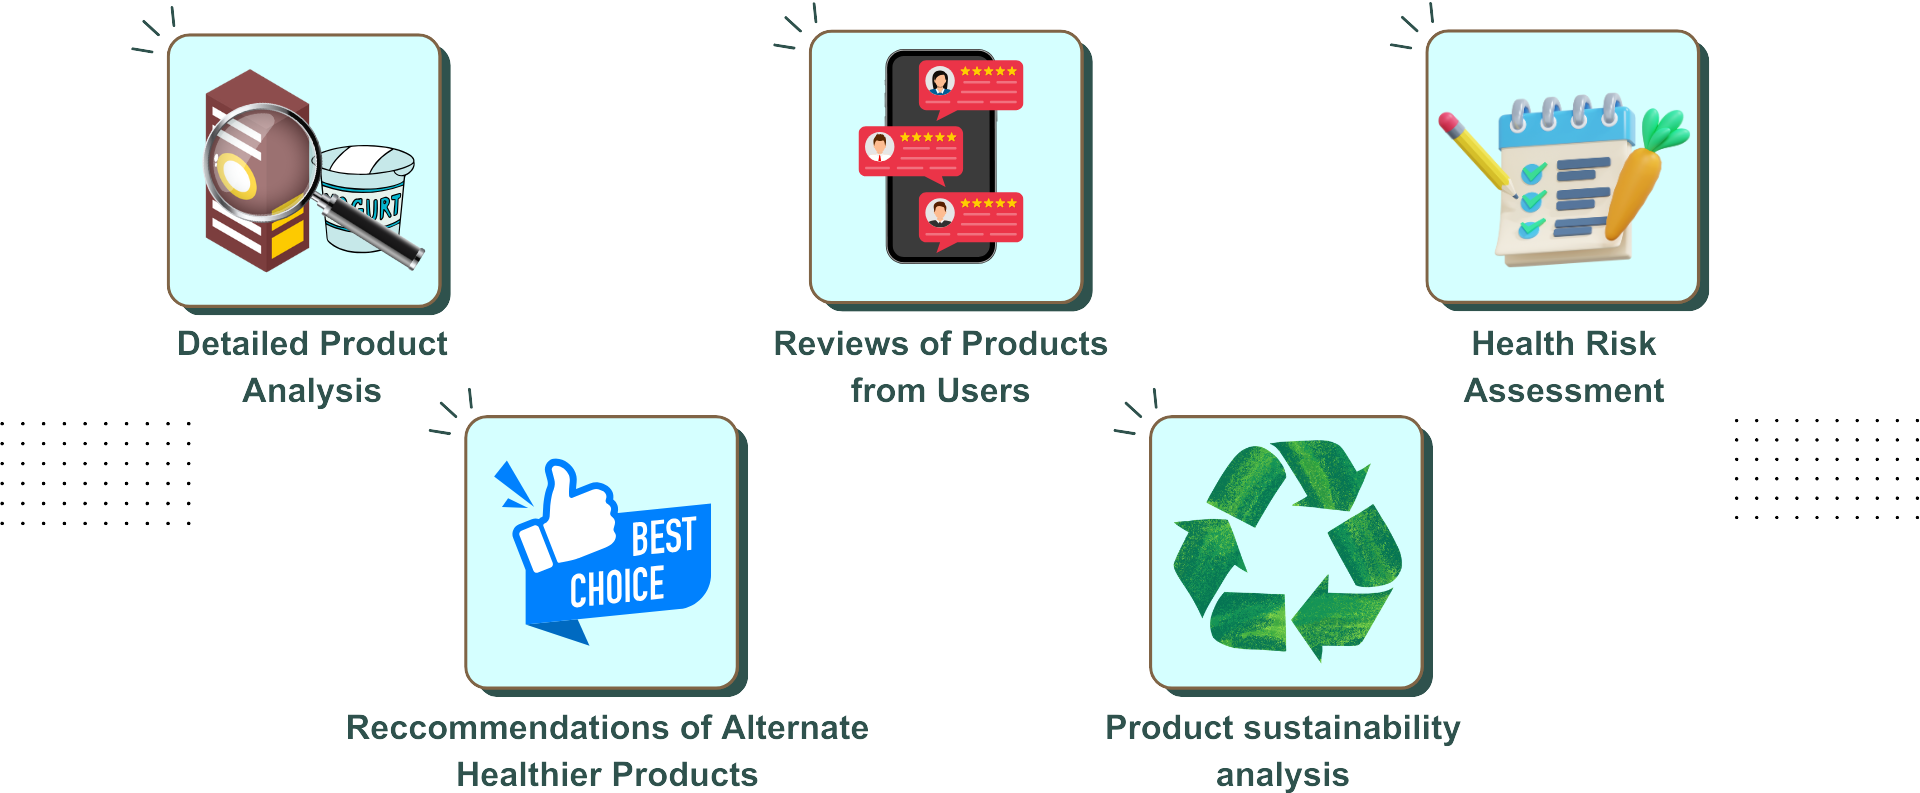 YOGURT
Detailed Product
Analysis
Reviews of Products
from Users
Health Risk
Assessment
BEST
CHOICE
Reccommendations of Alternate
Healthier Products
Product sustainability
analysis